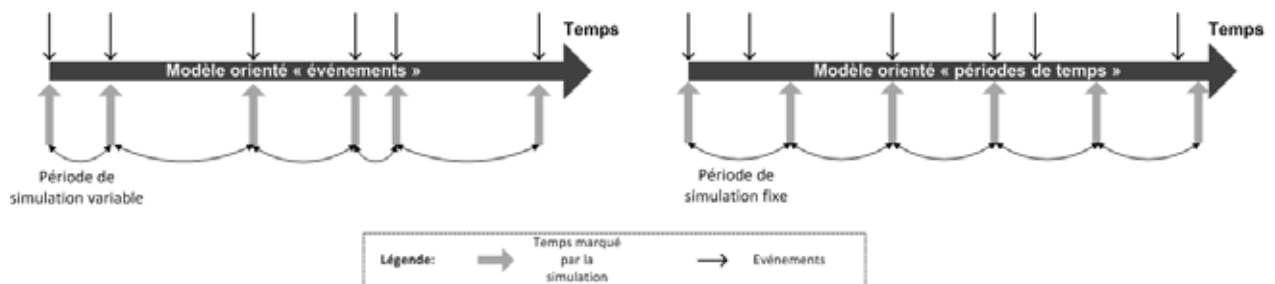 Temps
Modèle orienté « événements »
Période de
simulation variable
Temps
Modèle orienté « périodes de temps »
Période de
simulation fixe
Légende:
Temps marqué
par la
simulation
Evénements